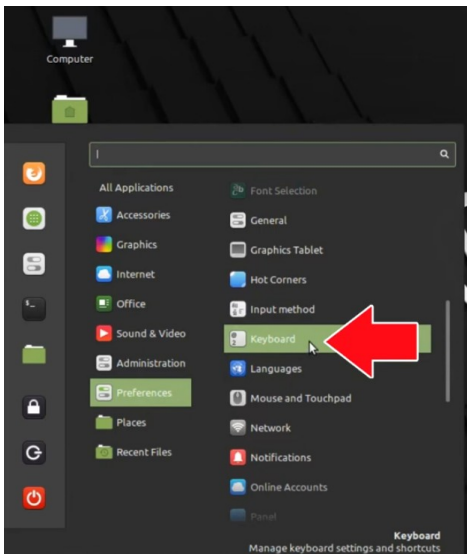 Computer
All Applications
Accessories
Graphics
Internet
Office
Sound & Video
Administration
Preferences
Places
Recent Files
Font Selection
General
Graphics Tablet
Hot Corners
Input method
Keyboard
Languages
Mouse and Touchpad
Network
Notifications
Online Accounts
Panel
Keyboard
Manage keyboard settings and shortcuts